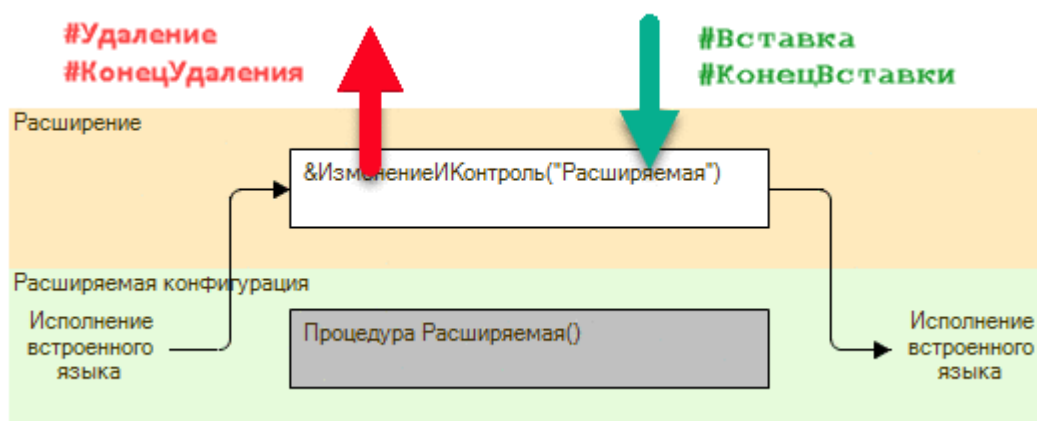 #Удаление
#КонецУдаления
#Вставка
#КонецВставки
Расширение
&ИзменениеИКонтроль("Расширяемая")
Расширяемая конфигурация
Исполнение
встроенного
языка
Процедура Расширяемая()
Исполнение
встроенного
языка